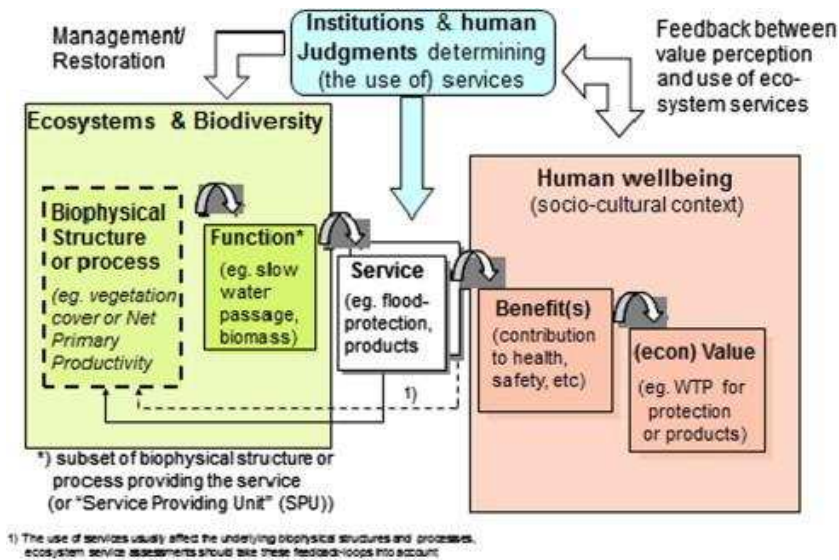 Management/
Restoration
Institutions & human
Judgments determining
(the use of) services
Feedback between
value perception
and use of eco-
system services
Ecosystems & Biodiversity
Biophysical
Structure
or process
(eg. vegetation
cover or Net
Primary
Productivity
Function*
(eg. slow
water
passage,
biomass)
Service
(eg. flood-
protection,
products
1)
Human wellbeing
(socio-cultural context)
Benefit(s)
(contribution
to health,
safety, etc)
(econ) Value
(eg. WTP for
protection
or products)
*) subset of biophysical structure or
process providing the service
(or "Service Providing Unit" (SPU))
1) The use of services usually affect the underlying biophysical structures and processes,
ecosystem service assessments should take these feedback-loops into account